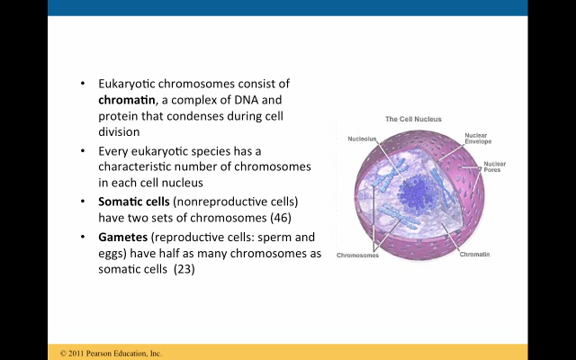 • Eukaryotic chromosomes consist of
chromatin, a complex of DNA and
protein that condenses during cell
division
• Every eukaryotic species has a
characteristic number of chromosomes
in each cell nucleus
• Somatic cells (nonreproductive cells)
have two sets of chromosomes (46)
• Gametes (reproductive cells: sperm and
eggs) have half as many chromosomes as
somatic cells (23)
The Cell Nucleus
Nucleolus
Nuclear
Envelope
Nuclear
Pores
Chromosomes
Chromatin
© 2011 Pearson Education, Inc.